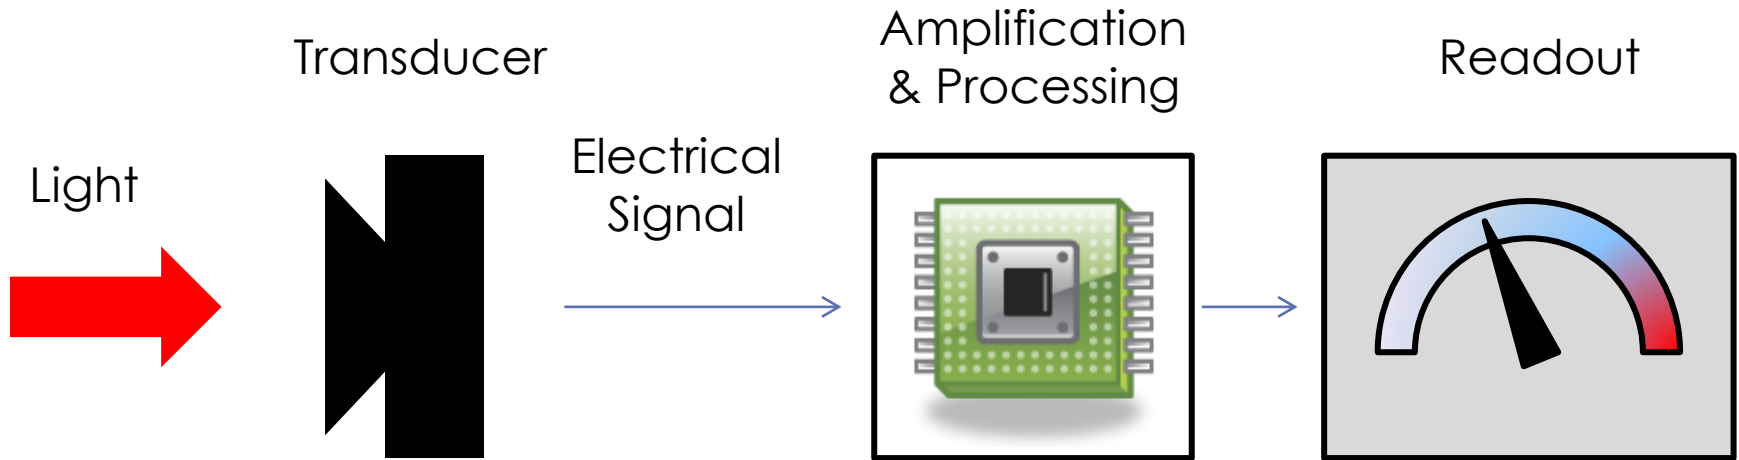 Light
Transducer
Electrical
Signal
Amplification
& Processing
Readout